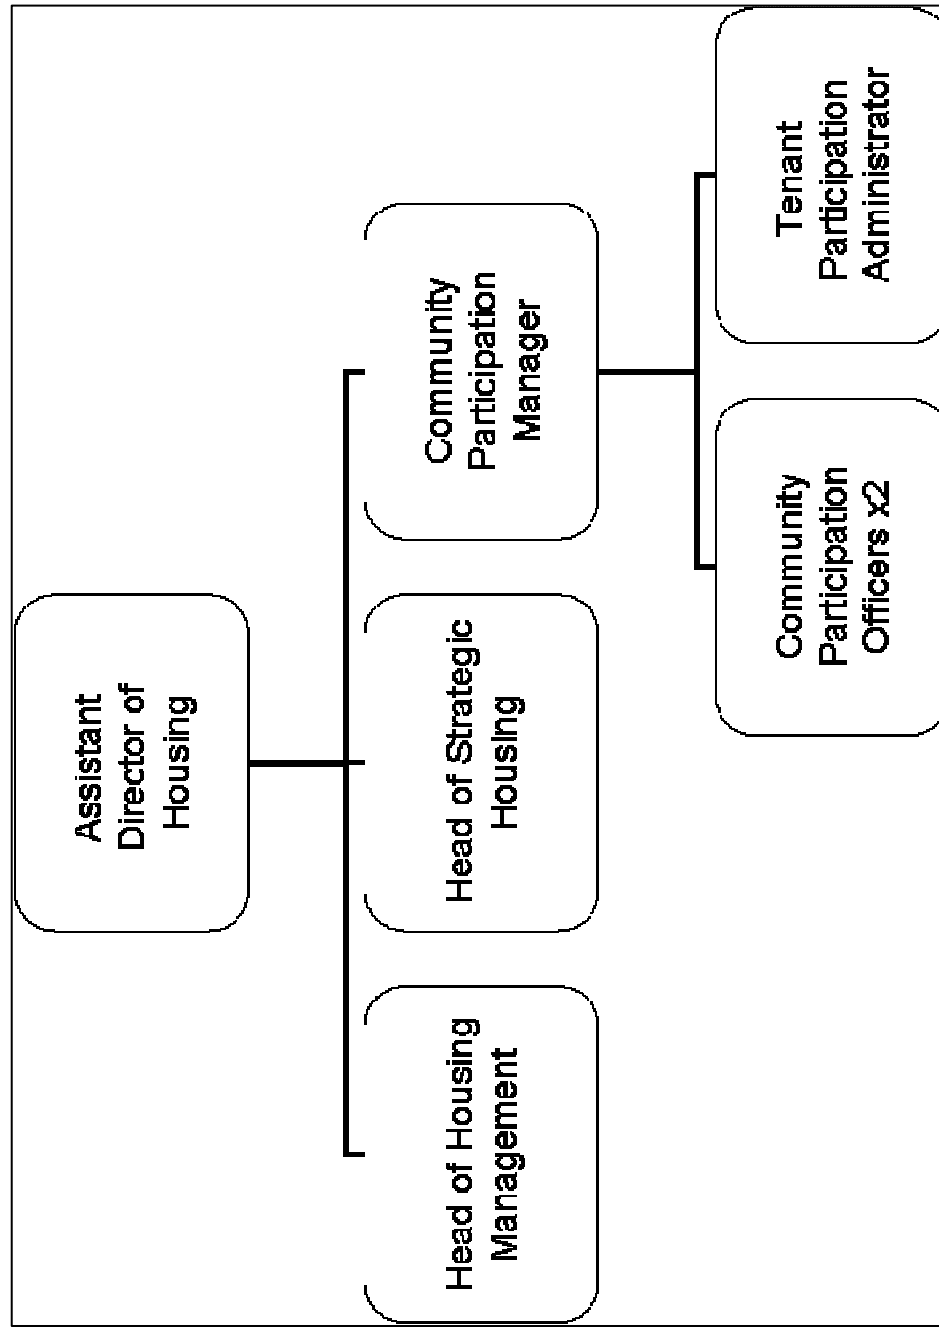 Assistant
Director of
Housing
Head of Housing
Management
Head of Strategic
Housing
Community
Participation
Manager
Community
Participation
Officers x2
Tenant
Participation
Administrator